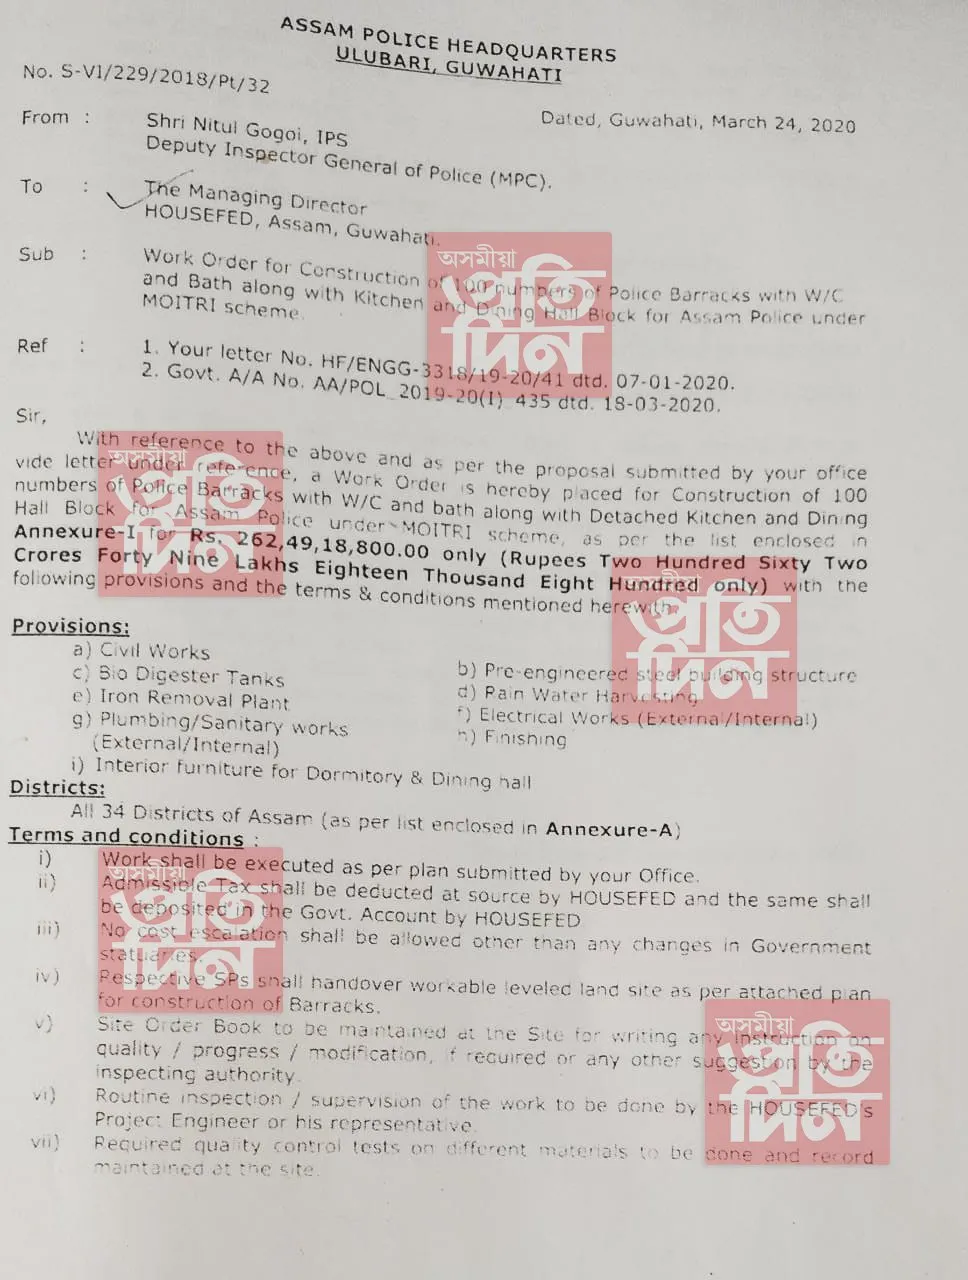 ASSAM POLICE HEADQUARTERS
ULUBARI, GUWAHATI
No. S-VI/229/2018/Pt/32
Dated, Guwahati, March 24, 2020
From : Shri Nitul Gogoi, IPS
Deputy Inspector General of Police (MPC).
To : The Managing Director
HOUSEFED, Assam, Guwahati.
Sub : Work Order for Construction of 100 numbers of Police Barracks with W/C
and Bath along with Kitchen and Dining Hall Block for Assam Police under
MOITRI scheme.
Ref : 1. Your letter No. HF/ENGG-3318/19-20/41 dtd. 07-01-2020.
2. Govt. A/A No. AA/POL_2019-20(I)_435 dtd. 18-03-2020.
Sir,
With reference to the above and as per the proposal submitted by your office
vide letter under reference, a Work Order is hereby placed for Construction of 100
numbers of Police Barracks with W/C and bath along with Detached Kitchen and Dining
Hall Block for Assam Police under MOITRI scheme, as per the list enclosed in
Annexure-I for Rs. 262,49,18,800.00 only (Rupees Two Hundred Sixty Two
Crores Forty Nine Lakhs Eighteen Thousand Eight Hundred only) with the
following provisions and the terms & conditions mentioned herewith.
Provisions:
a) Civil Works
b) Pre-engineered steel building structure
c) Bio Digester Tanks
d) Rain Water Harvesting
e) Iron Removal Plant
f) Electrical Works (External/Internal)
g) Plumbing/Sanitary works
(External/Internal)
h) Finishing
i) Interior furniture for Dormitory & Dining hall
Districts:
All 34 Districts of Assam (as per list enclosed in Annexure-A)
Terms and conditions :
i) Work shall be executed as per plan submitted by your Office.
ii) Admissible Tax shall be deducted at source by HOUSEFED and the same shall
be deposited in the Govt. Account by HOUSEFED
iii) No cost escalation shall be allowed other than any changes in Government
statuaries.
iv) Respective SPs shall handover workable leveled land site as per attached plan
for construction of Barracks.
v) Site Order Book to be maintained at the Site for writing any instruction on
quality / progress / modification, if required or any other suggestion by the
inspecting authority.
vi) Routine inspection / supervision of the work to be done by the HOUSEFED's
Project Engineer or his representative.
vii) Required quality control tests on different materials to be done and record
maintained at the site.
অসমীয়া
প্ৰতি
দিন
অসমীয়া
প্ৰতি
দিন
অসমীয়া
প্ৰতি
দিন
অসমীয়া
প্ৰতি
দিন
অসমীয়া
প্ৰতি
দিন